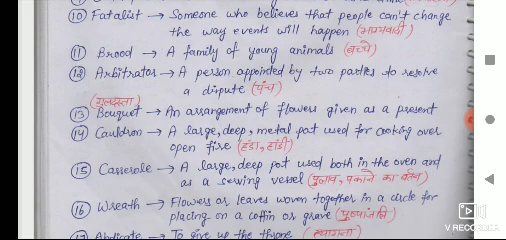 ⑩ Fatalist → Someone who believes that people can't change
the way events will happen (भाग्यवादी)
⑪ Brood → A family of young animals (बच्चे)
⑫ Arbitrator → A person appointed by two parties to resolve
a dispute (पंच)
(गुलदस्ता)
⑬ Bouquet → An arrangement of flowers given as a present
⑭ Cauldron → A large, deep, metal pot used for cooking over
open fire (हंडा, हांडी)
⑮ Casserole → A large, deep pot used both in the oven and
as a serving vessel (पुलाव, पकाने का बर्तन)
⑯ Wreath → Flowers or leaves woven together in a circle for
placing on a coffin or grave (पुष्पांजलि)
⑰ Abdicate → To give up the throne (त्यागना)